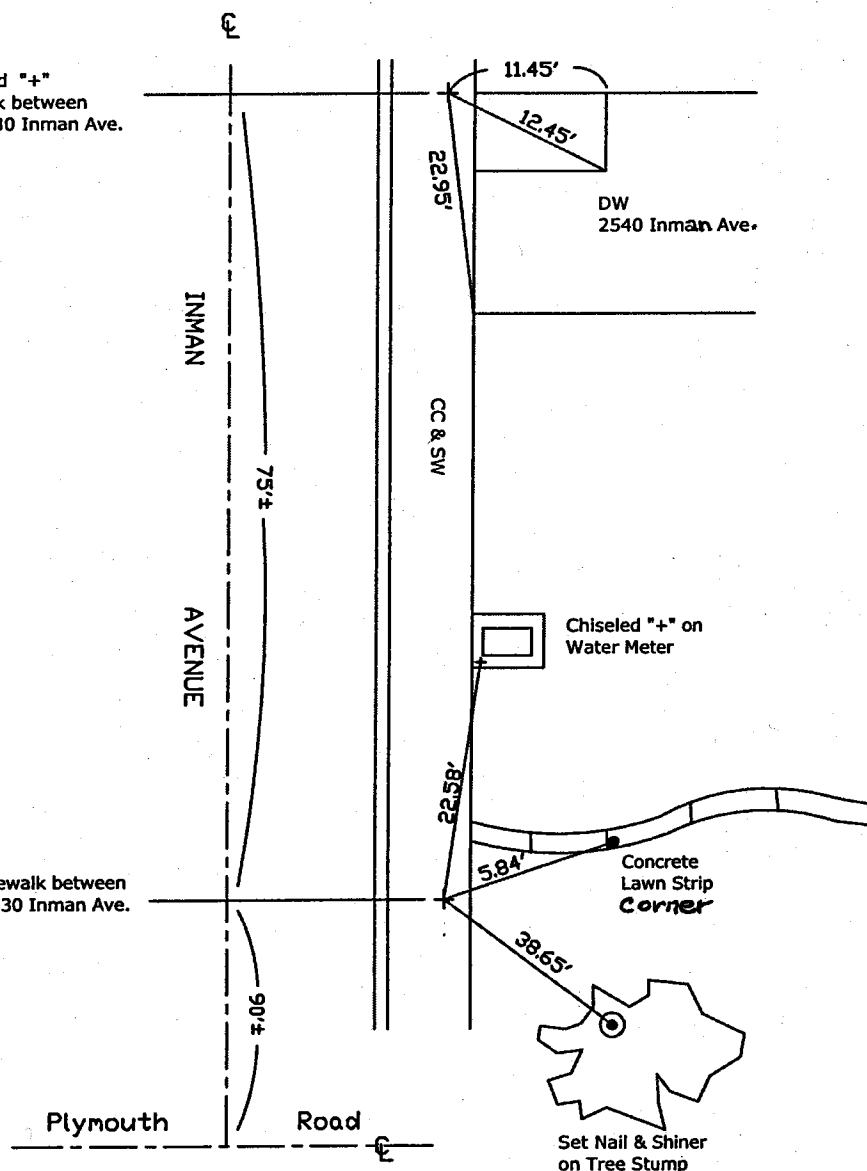 ℄
d "+"
k between
30 Inman Ave.
11.45'
12.45'
22.95'
DW
2540 Inman Ave.
INMAN
AVENUE
75'±
CC & SW
Chiseled "+" on
Water Meter
22.58'
5.84'
Concrete
Lawn Strip
Corner
ewalk between
30 Inman Ave.
38.65'
90'±
Plymouth Road
℄
Set Nail & Shiner
on Tree Stump